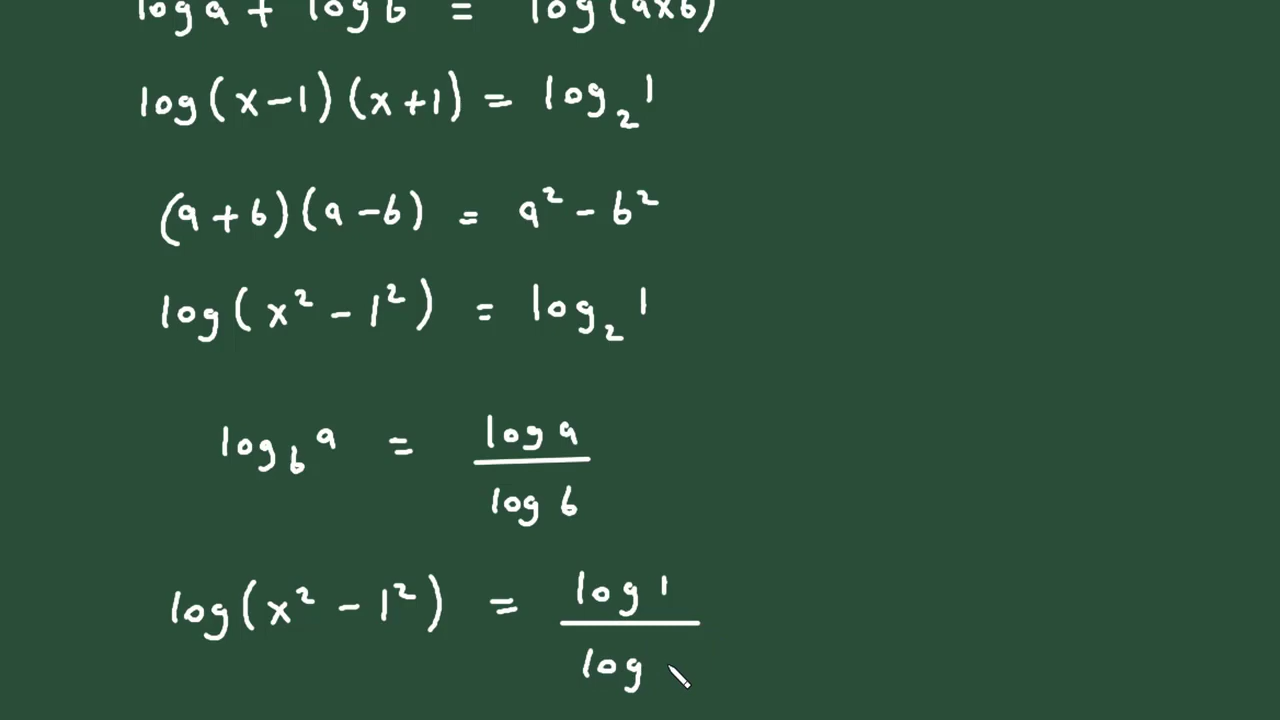 log a + log b = log(a×b)
log(x-1)(x+1) = log₂ 1
(a+b)(a-b) = a² - b²
log(x² - 1²) = log₂ 1
log_b a = log a / log b
log(x² - 1²) = log 1 / log